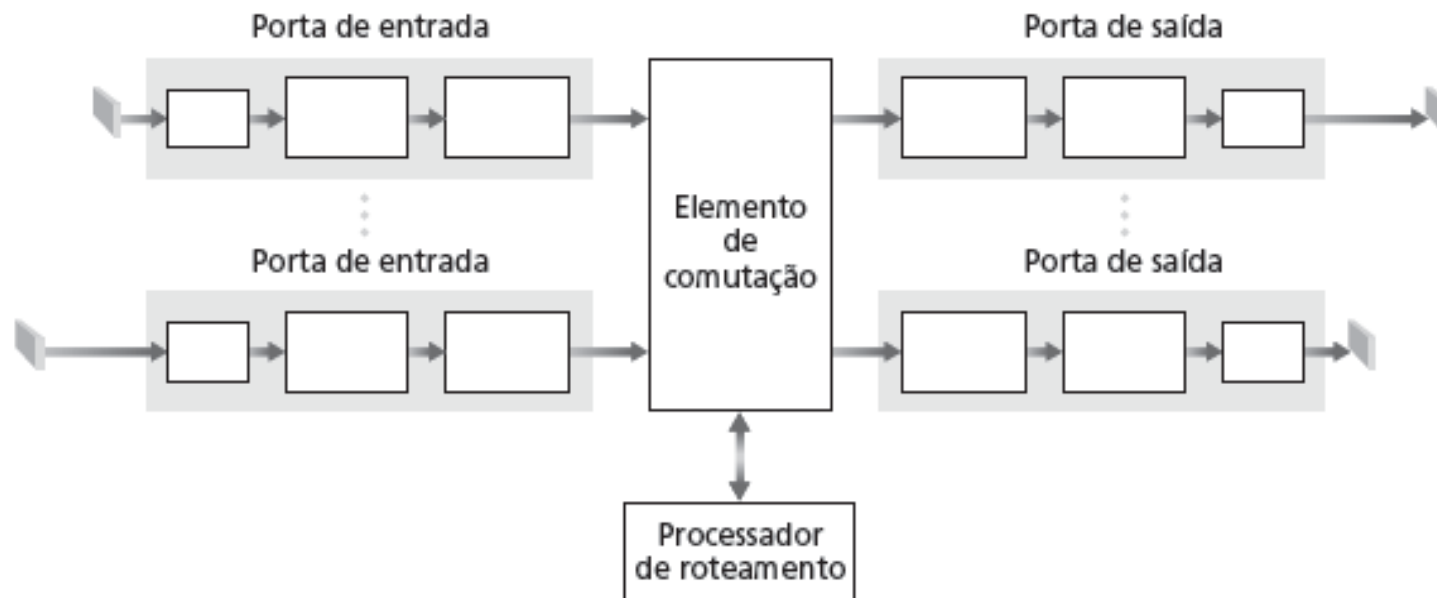 Porta de entrada
Porta de saída
Elemento
de
comutação
Porta de entrada
Porta de saída
Processador
de roteamento